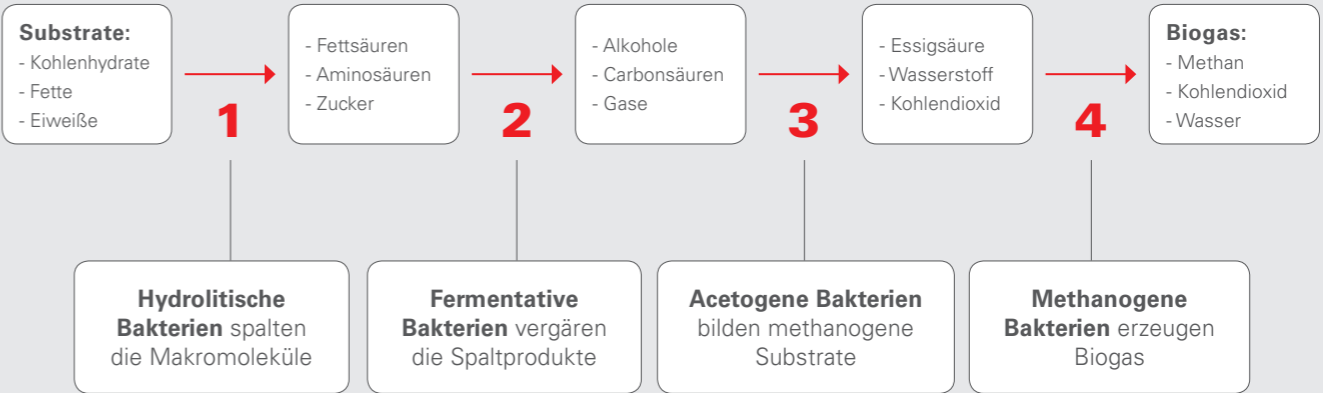 Substrate:
- Kohlenhydrate
- Fette
- Eiweiße
1
- Fettsäuren
- Aminosäuren
- Zucker
2
- Alkohole
- Carbonsäuren
- Gase
3
- Essigsäure
- Wasserstoff
- Kohlendioxid
4
Biogas:
- Methan
- Kohlendioxid
- Wasser
Hydrolitische
Bakterien spalten
die Makromoleküle
Fermentative
Bakterien vergären
die Spaltprodukte
Acetogene Bakterien
bilden methanogene
Substrate
Methanogene
Bakterien erzeugen
Biogas